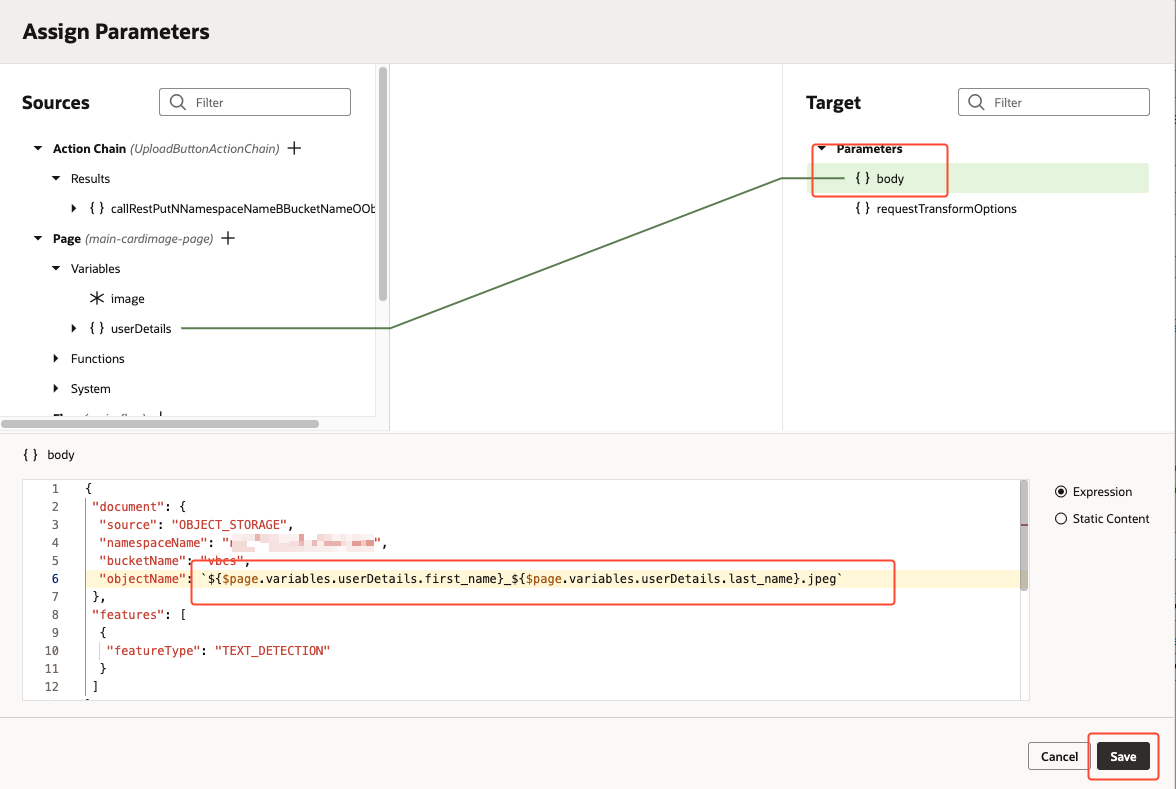 Assign Parameters
Sources
Filter
Action Chain (UploadButtonActionChain)
Results
{ } callRestPutNNamespaceNameBBucketNameOOb
Page (main-cardimage-page)
Variables
image
{ } userDetails
Functions
System
Target
Filter
Parameters
{ } body
{ } requestTransformOptions
{ } body
1 {
2 "document": {
3 "source": "OBJECT_STORAGE",
4 "namespaceName": " ",
5 "bucketName": "vbcs",
6 "objectName": `${$page.variables.userDetails.first_name}_${$page.variables.userDetails.last_name}.jpeg`
7 },
8 "features": [
9 {
10 "featureType": "TEXT_DETECTION"
11 }
12 ]
Expression
Static Content
Cancel
Save